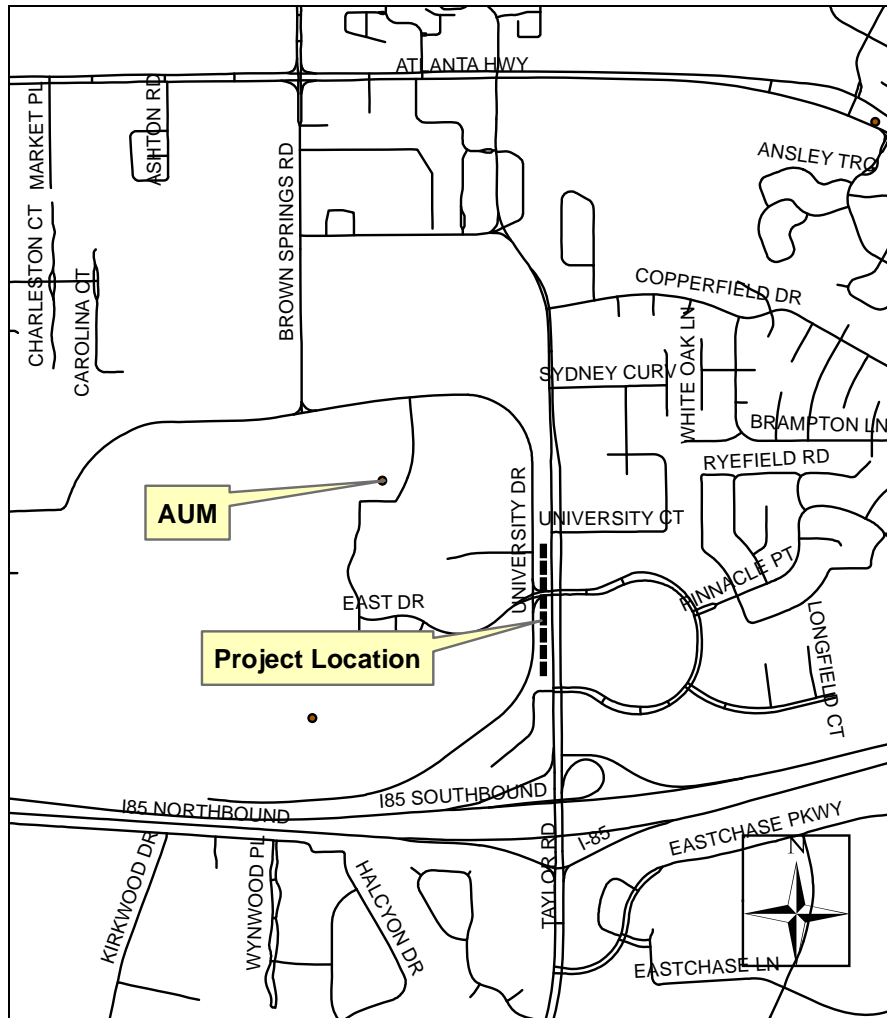 ATLANTA HWY
MARKET PL
ASHTON RD
ANSLEY TRC
BROWN SPRINGS RD
CHARLESTON CT
CAROLINA CT
COPPERFIELD DR
WHITE OAK LN
SYDNEY CURV
BRAMPTON LN
RYEFIELD RD
AUM
UNIVERSITY DR
UNIVERSITY CT
PINNACLE PT
EAST DR
LONGFIELD CT
Project Location
I85 NORTHBOUND
I85 SOUTHBOUND
TAYLOR RD
I-85
EASTCHASE PKWY
N
KIRKWOOD DR
WYNWOOD PL
HALCYON DR
EASTCHASE LN